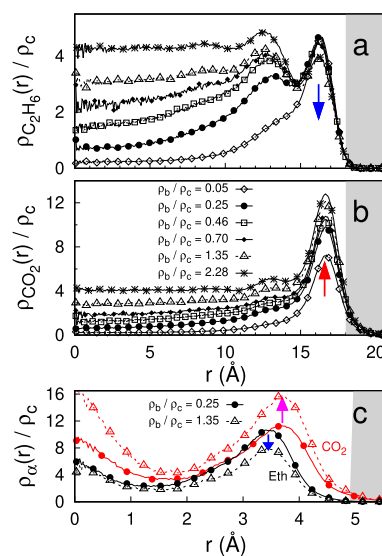 ρC2H6(r) / ρc
a
4
2
0
ρCO2(r) / ρc
b
ρb / ρc = 0.05
ρb / ρc = 0.25
ρb / ρc = 0.46
ρb / ρc = 0.70
ρb / ρc = 1.35
ρb / ρc = 2.28
12
8
4
0
0 5 10 15 20
r (Å)
ρα(r) / ρc
c
ρb / ρc = 0.25
ρb / ρc = 1.35
16
12
8
4
0
CO2
Eth
0 1 2 3 4 5
r (Å)